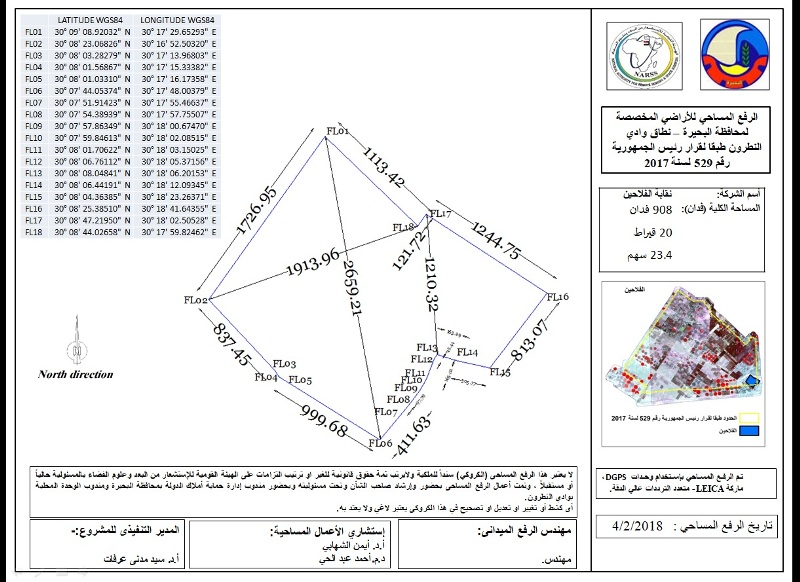 LATITUDE WGS84 LONGITUDE WGS84
FL01 30° 09' 08.92032" N 30° 17' 29.65293" E
FL02 30° 08' 23.06826" N 30° 16' 52.50320" E
FL03 30° 08' 03.28279" N 30° 17' 13.96803" E
FL04 30° 08' 01.56867" N 30° 17' 15.33382" E
FL05 30° 08' 01.03310" N 30° 17' 16.17358" E
FL06 30° 07' 44.05374" N 30° 17' 48.00379" E
FL07 30° 07' 51.91423" N 30° 17' 55.46637" E
FL08 30° 07' 54.38939" N 30° 17' 57.75507" E
FL09 30° 07' 57.86349" N 30° 18' 00.67470" E
FL10 30° 07' 59.84613" N 30° 18' 02.08515" E
FL11 30° 08' 01.70622" N 30° 18' 03.15025" E
FL12 30° 08' 06.76112" N 30° 18' 05.37156" E
FL13 30° 08' 08.04841" N 30° 18' 06.20153" E
FL14 30° 08' 06.44191" N 30° 18' 12.09345" E
FL15 30° 08' 04.36385" N 30° 18' 23.26371" E
FL16 30° 08' 25.38510" N 30° 18' 41.64355" E
FL17 30° 08' 47.21950" N 30° 18' 02.50528" E
FL18 30° 08' 44.02658" N 30° 17' 59.82462" E
FL01
1113.42
1726.95
FL17
FL18
121.72
1244.75
1913.96
2659.21
1210.32
FL02
FL16
837.45
813.07
FL13
FL12
FL14
FL03
FL04
FL05
FL15
FL11
FL10
FL09
FL08
FL07
999.68
411.63
FL06
North direction
NARSS
الرفع المساحي للأراضي المخصصة
لمحافظة البحيرة – نطاق وادي
النطرون طبقا لقرار رئيس الجمهورية
رقم 529 لسنة 2017
أسم الشركة: نقابة الفلاحين
المساحة الكلية (فدان): 908 فدان
20 قيراط
23.4 سهم
الفلاحين
الحدود طبقا لقرار رئيس الجمهورية رقم 529 لسنة 2017
الفلاحين
تم الرفع المساحي بإستخدام وحدات DGPS،
ماركة LEICA- متعدد الترددات عالي الدقة.
تاريخ الرفع المساحي : 4/2/2018
لا يعتبر هذا الرفع المساحي (الكروكي) سنداً للملكية ولايرتب ثمة حقوق قانونية للغير او ترتيب التزامات على الهيئة القومية للإستشعار من البعد وعلوم الفضاء بالمسئولية حالياً
أو مستقبلاً ، وتمت أعمال الرفع المساحي بحضور وإرشاد صاحب الشأن وتحت مسئوليته وبحضور مندوب إدارة حماية أملاك الدولة بمحافظة البحيرة ومندوب الوحدة المحلية
بوادى النطرون.
أى كشط أو تغيير او تعديل او تصحيح فى هذا الكروكي يعتبر لاغى ولا يعتد به.
مهندس الرفع الميدانى:
مهندس.
إستشاري الأعمال المساحية:
أ.د. أيمن الشهابي
د.م.أحمد عبد الحي
المدير التنفيذى للمشروع:-
أ.د. سيد مدنى عرفات